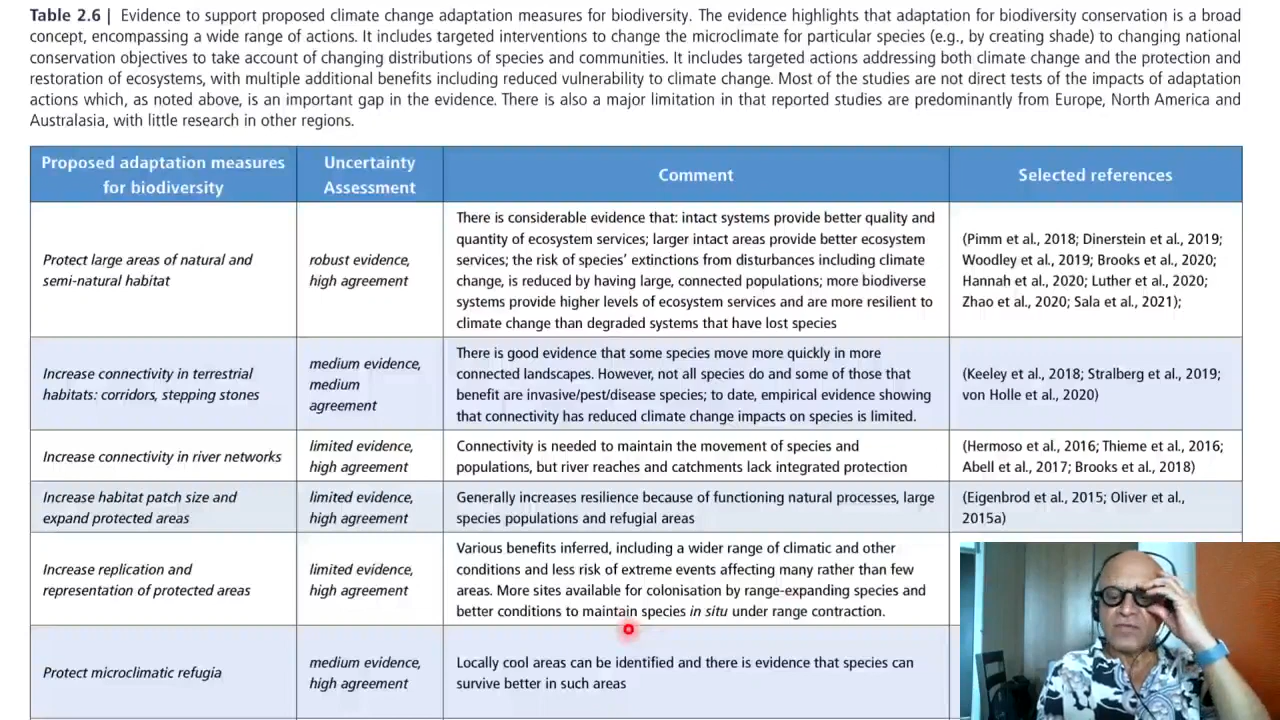 Table 2.6 | Evidence to support proposed climate change adaptation measures for biodiversity. The evidence highlights that adaptation for biodiversity conservation is a broad
concept, encompassing a wide range of actions. It includes targeted interventions to change the microclimate for particular species (e.g., by creating shade) to changing national
conservation objectives to take account of changing distributions of species and communities. It includes targeted actions addressing both climate change and the protection and
restoration of ecosystems, with multiple additional benefits including reduced vulnerability to climate change. Most of the studies are not direct tests of the impacts of adaptation
actions which, as noted above, is an important gap in the evidence. There is also a major limitation in that reported studies are predominantly from Europe, North America and
Australasia, with little research in other regions.
Proposed adaptation measures
for biodiversity
Uncertainty
Assessment
Comment
Selected references
Protect large areas of natural and
semi-natural habitat
robust evidence,
high agreement
There is considerable evidence that: intact systems provide better quality and
quantity of ecosystem services; larger intact areas provide better ecosystem
services; the risk of species' extinctions from disturbances including climate
change, is reduced by having large, connected populations; more biodiverse
systems provide higher levels of ecosystem services and are more resilient to
climate change than degraded systems that have lost species
(Pimm et al., 2018; Dinerstein et al., 2019;
Woodley et al., 2019; Brooks et al., 2020;
Hannah et al., 2020; Luther et al., 2020;
Zhao et al., 2020; Sala et al., 2021);
Increase connectivity in terrestrial
habitats: corridors, stepping stones
medium evidence,
medium
agreement
There is good evidence that some species move more quickly in more
connected landscapes. However, not all species do and some of those that
benefit are invasive/pest/disease species; to date, empirical evidence showing
that connectivity has reduced climate change impacts on species is limited.
(Keeley et al., 2018; Stralberg et al., 2019;
von Holle et al., 2020)
Increase connectivity in river networks
limited evidence,
high agreement
Connectivity is needed to maintain the movement of species and
populations, but river reaches and catchments lack integrated protection
(Hermoso et al., 2016; Thieme et al., 2016;
Abell et al., 2017; Brooks et al., 2018)
Increase habitat patch size and
expand protected areas
limited evidence,
high agreement
Generally increases resilience because of functioning natural processes, large
species populations and refugial areas
(Eigenbrod et al., 2015; Oliver et al.,
2015a)
Increase replication and
representation of protected areas
limited evidence,
high agreement
Various benefits inferred, including a wider range of climatic and other
conditions and less risk of extreme events affecting many rather than few
areas. More sites available for colonisation by range-expanding species and
better conditions to maintain species in situ under range contraction.
Protect microclimatic refugia
medium evidence,
high agreement
Locally cool areas can be identified and there is evidence that species can
survive better in such areas